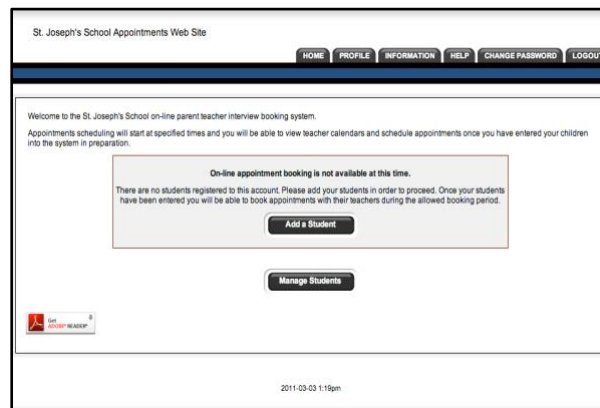 St. Joseph's School Appointments Web Site
HOME PROFILE INFORMATION HELP CHANGE PASSWORD LOGOUT
Welcome to the St. Joseph's School on-line parent teacher interview booking system.
Appointments scheduling will start at specified times and you will be able to view teacher calendars and schedule appointments once you have entered your children
into the system in preparation.
On-line appointment booking is not available at this time.
There are no students registered to this account. Please add your students in order to proceed. Once your students
have been entered you will be able to book appointments with their teachers during the allowed booking period.
Add a Student
Manage Students
Get
ADOBE® READER®
2011-03-03 1:19pm